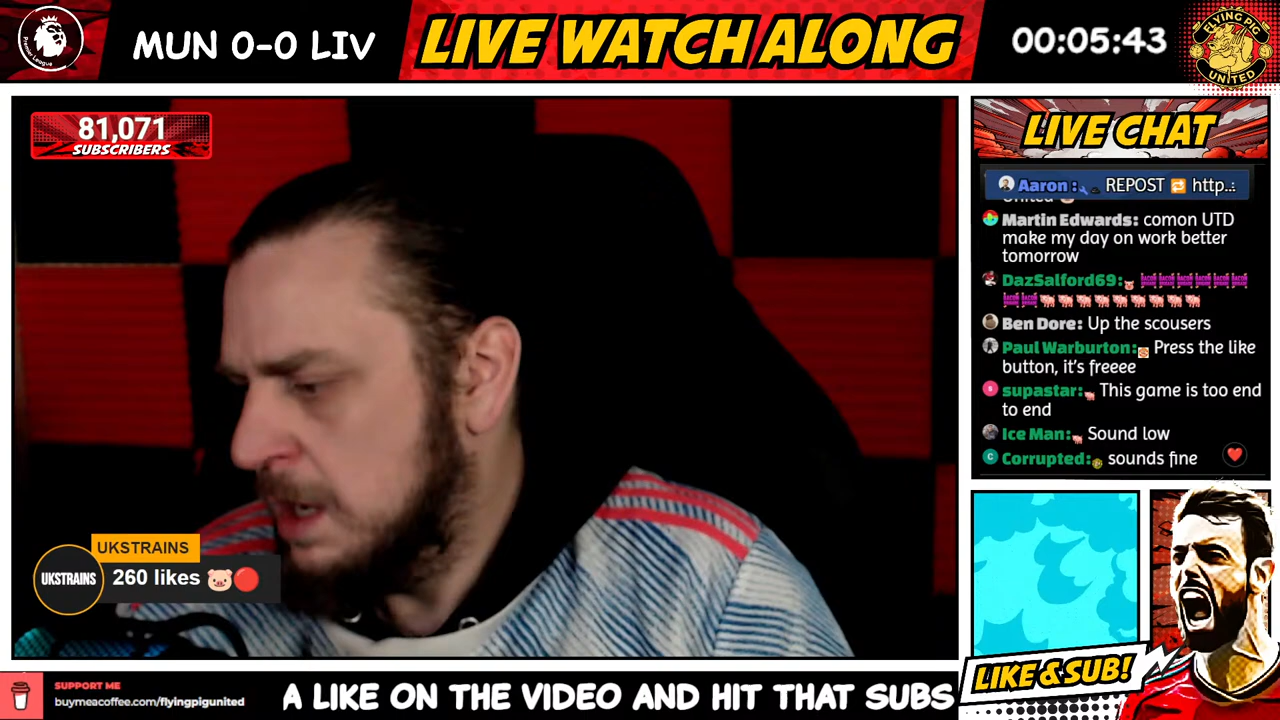 Premier League
MUN 0-0 LIV
LIVE WATCH ALONG
00:05:43
FLYING PIG
UNITED
81,071
SUBSCRIBERS
LIVE CHAT
Aaron : REPOST http..:
United
Martin Edwards: comon UTD
make my day on work better
tomorrow
DazSalford69:
Ben Dore: Up the scousers
Paul Warburton: Press the like
button, it's freeee
supastar: This game is too end
to end
Ice Man: Sound low
Corrupted: sounds fine
UKSTRAINS
UKSTRAINS
260 likes
LIKE & SUB!
SUPPORT ME
buymeacoffee.com/flyingpigunited
A LIKE ON THE VIDEO AND HIT THAT SUBS